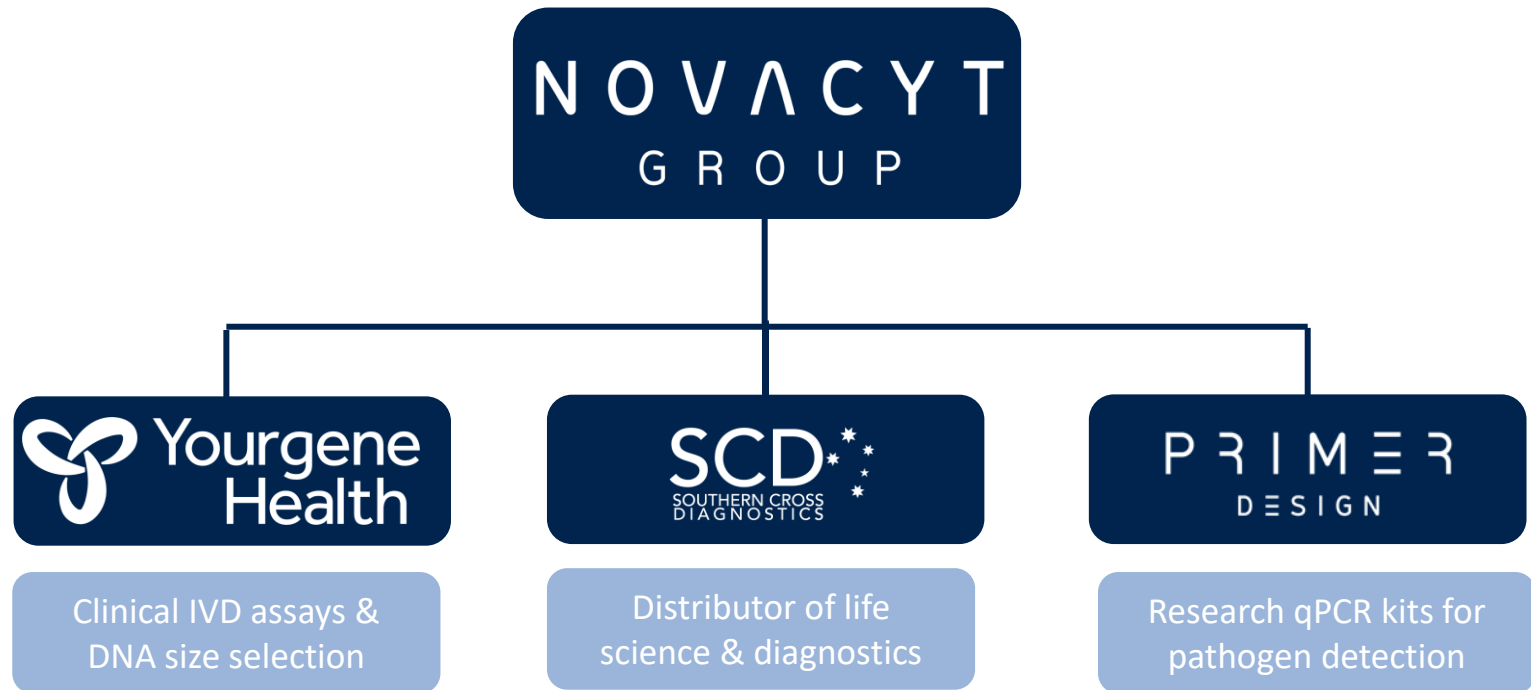 NOVACYT
GROUP
Yourgene
Health
SCD
SOUTHERN CROSS
DIAGNOSTICS
PRIMER
DESIGN
Clinical IVD assays &
DNA size selection
Distributor of life
science & diagnostics
Research qPCR kits for
pathogen detection